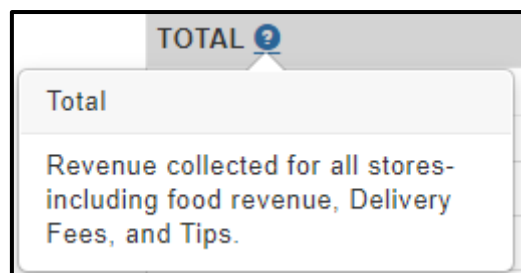 TOTAL ?
Total
Revenue collected for all stores-
including food revenue, Delivery
Fees, and Tips.